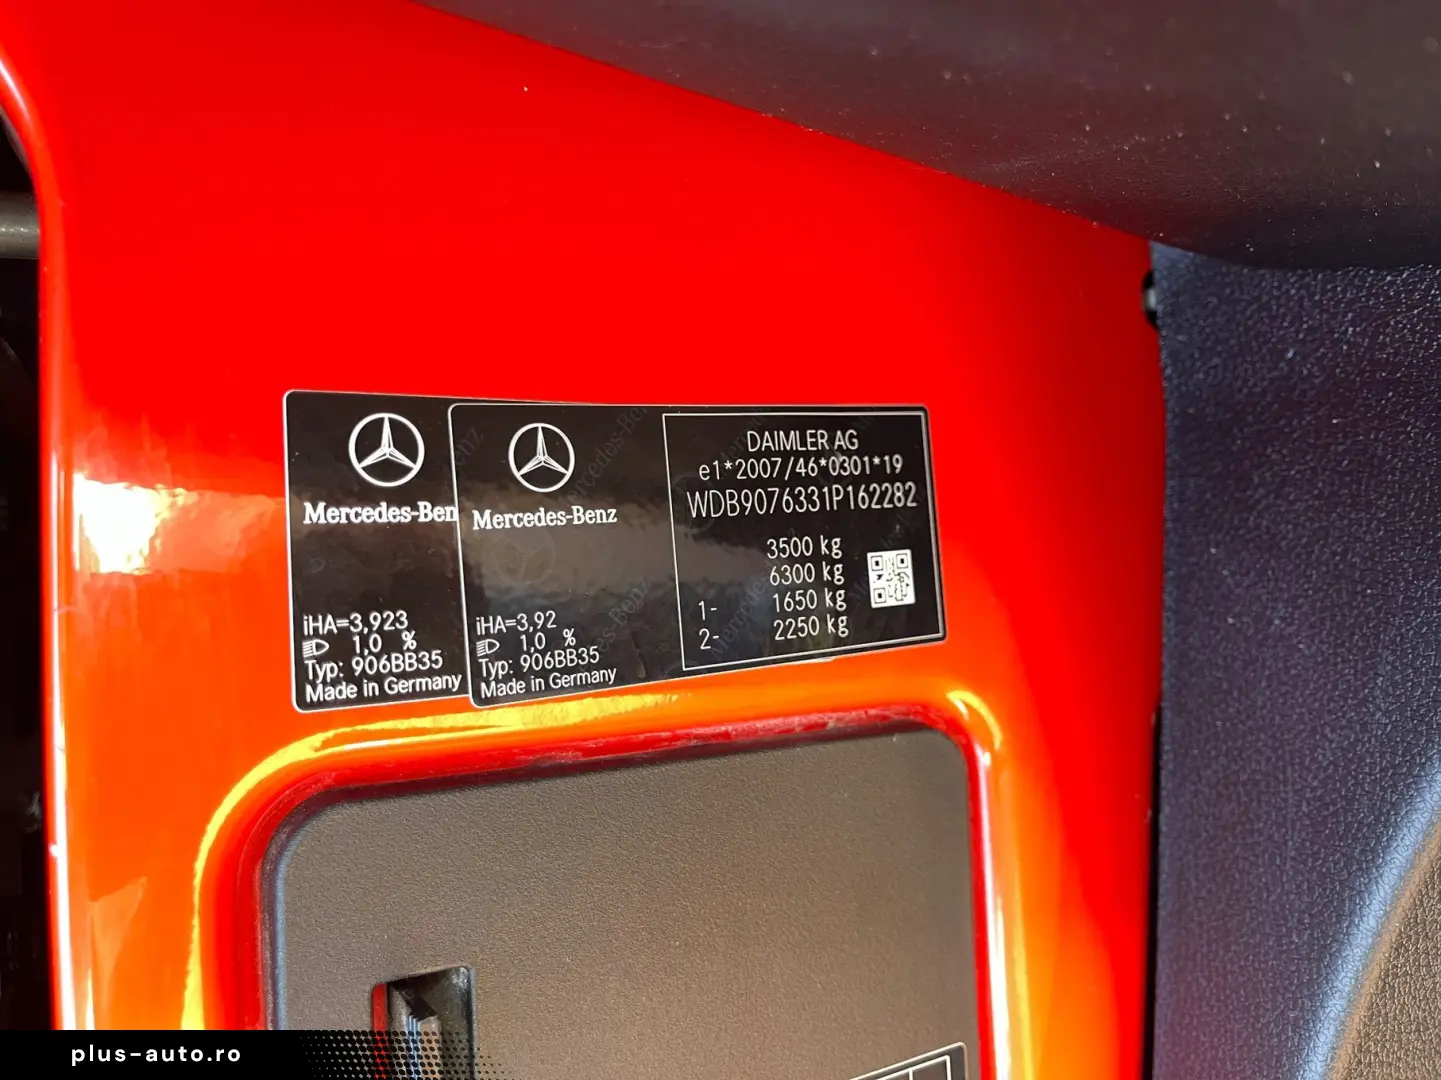 Mercedes-Ben
iHA=3,923
1,0 %
Typ: 906BB35
Made in Germany
Mercedes-Benz
iHA=3,92
1,0 %
Typ: 906BB35
Made in Germany
DAIMLER AG
e1*2007/46*0301*19
WDB9076331P162282
3500 kg
6300 kg
1- 1650 kg
2- 2250 kg
plus-auto.ro